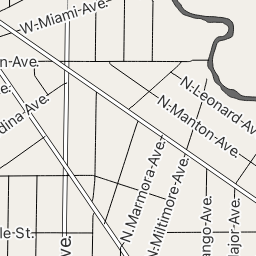 W. Miami Ave.
n Ave.
N. Leonard Av
dina Ave.
N. Manton Ave.
N. Marmora Ave.
N. Miltimore Ave.
ango Ave.
ajor Ave.
le St.
ve.